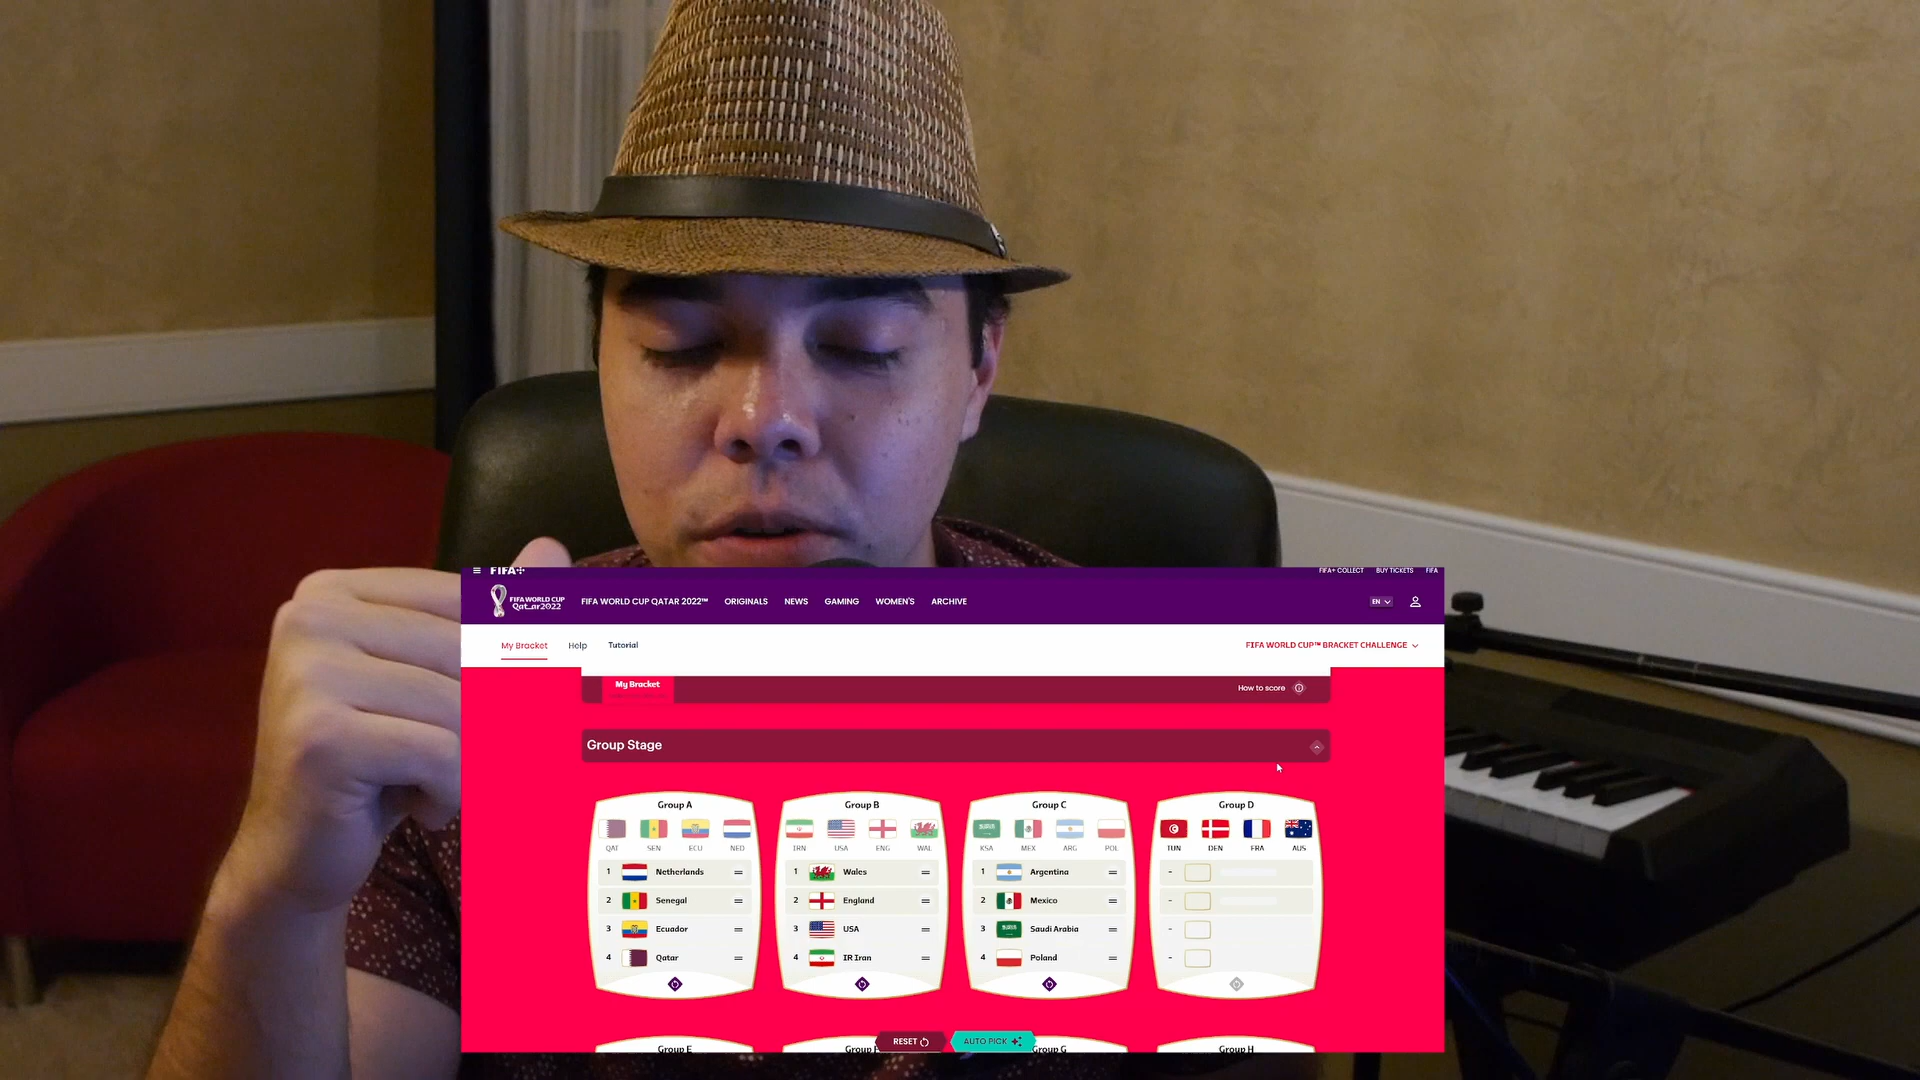 FIFA+
FIFA+ COLLECT BUY TICKETS FIFA
FIFA WORLD CUP
Qatar2022
FIFA WORLD CUP QATAR 2022™ ORIGINALS NEWS GAMING WOMEN'S ARCHIVE
EN
My Bracket Help Tutorial
FIFA WORLD CUP™ BRACKET CHALLENGE
My Bracket
How to score
Group Stage
Group A
QAT SEN ECU NED
1 Netherlands
2 Senegal
3 Ecuador
4 Qatar
Group B
IRN USA ENG WAL
1 Wales
2 England
3 USA
4 IR Iran
Group C
KSA MEX ARG POL
1 Argentina
2 Mexico
3 Saudi Arabia
4 Poland
Group D
TUN DEN FRA AUS
-
-
-
-
RESET
AUTO PICK
Group E
Group F
Group G
Group H